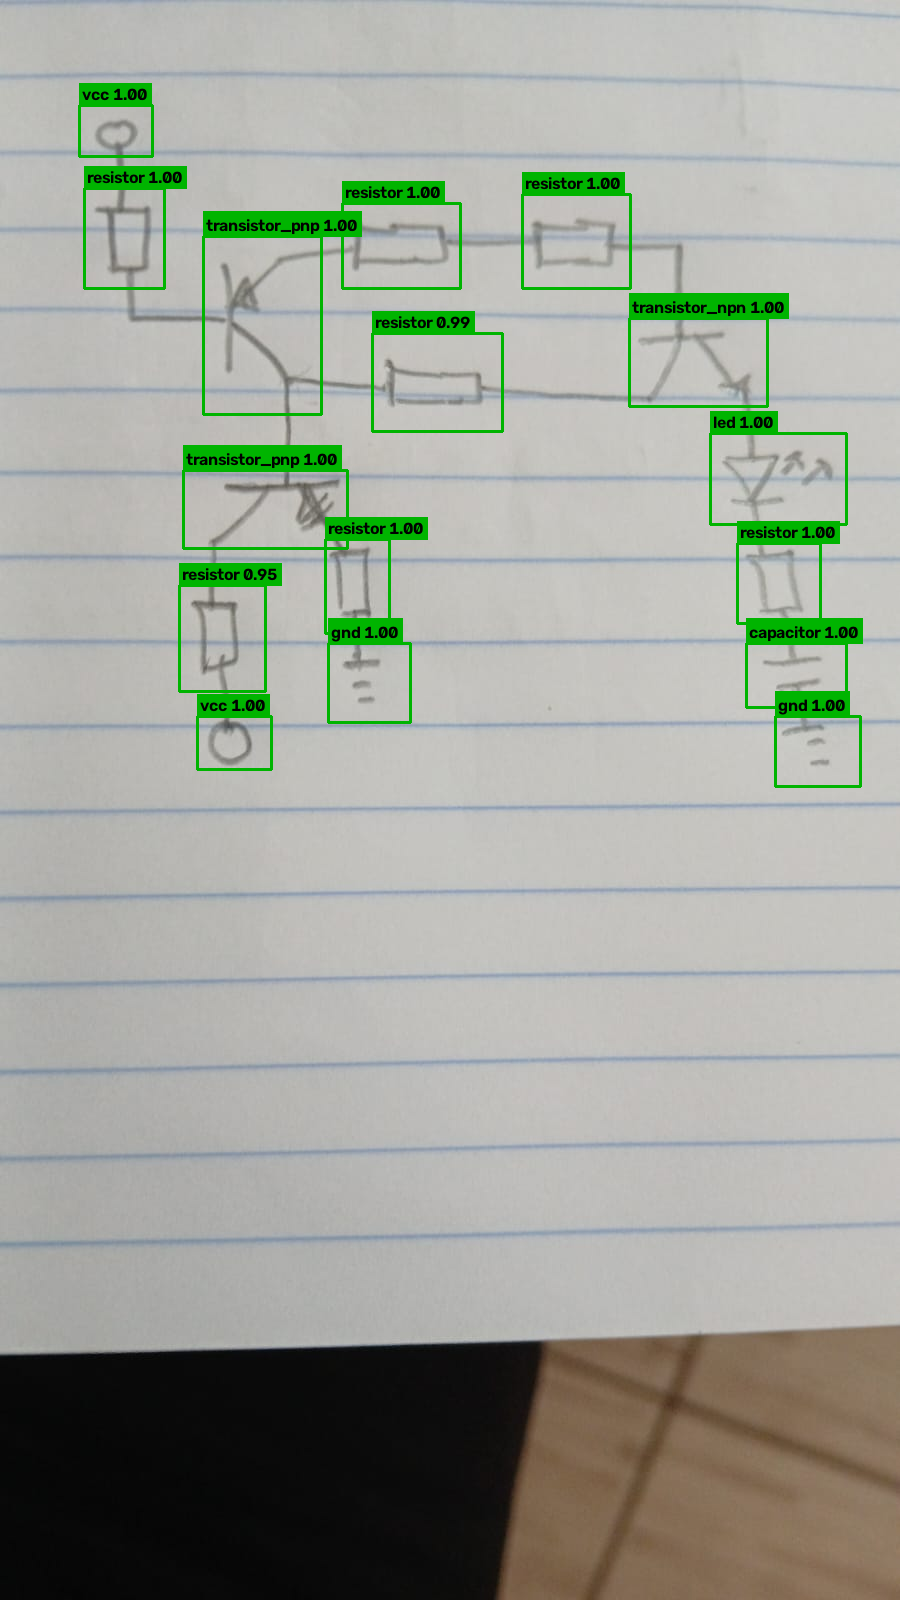 vcc 1.00
resistor 1.00
resistor 1.00
resistor 1.00
transistor_pnp 1.00
transistor_npn 1.00
resistor 0.99
led 1.00
transistor_pnp 1.00
resistor 1.00
resistor 1.00
resistor 0.95
gnd 1.00
capacitor 1.00
vcc 1.00
gnd 1.00